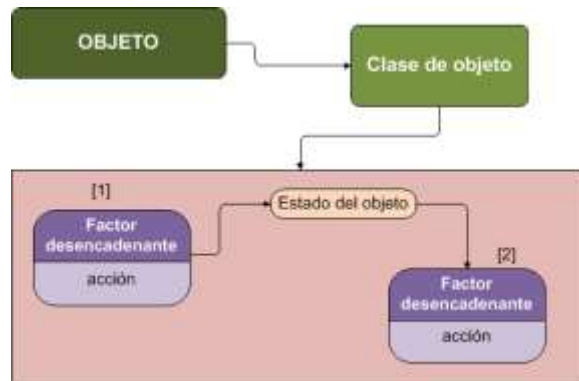 OBJETO
Clase de objeto
[1]
Factor
desencadenante
acción
Estado del objeto
[2]
Factor
desencadenante
acción